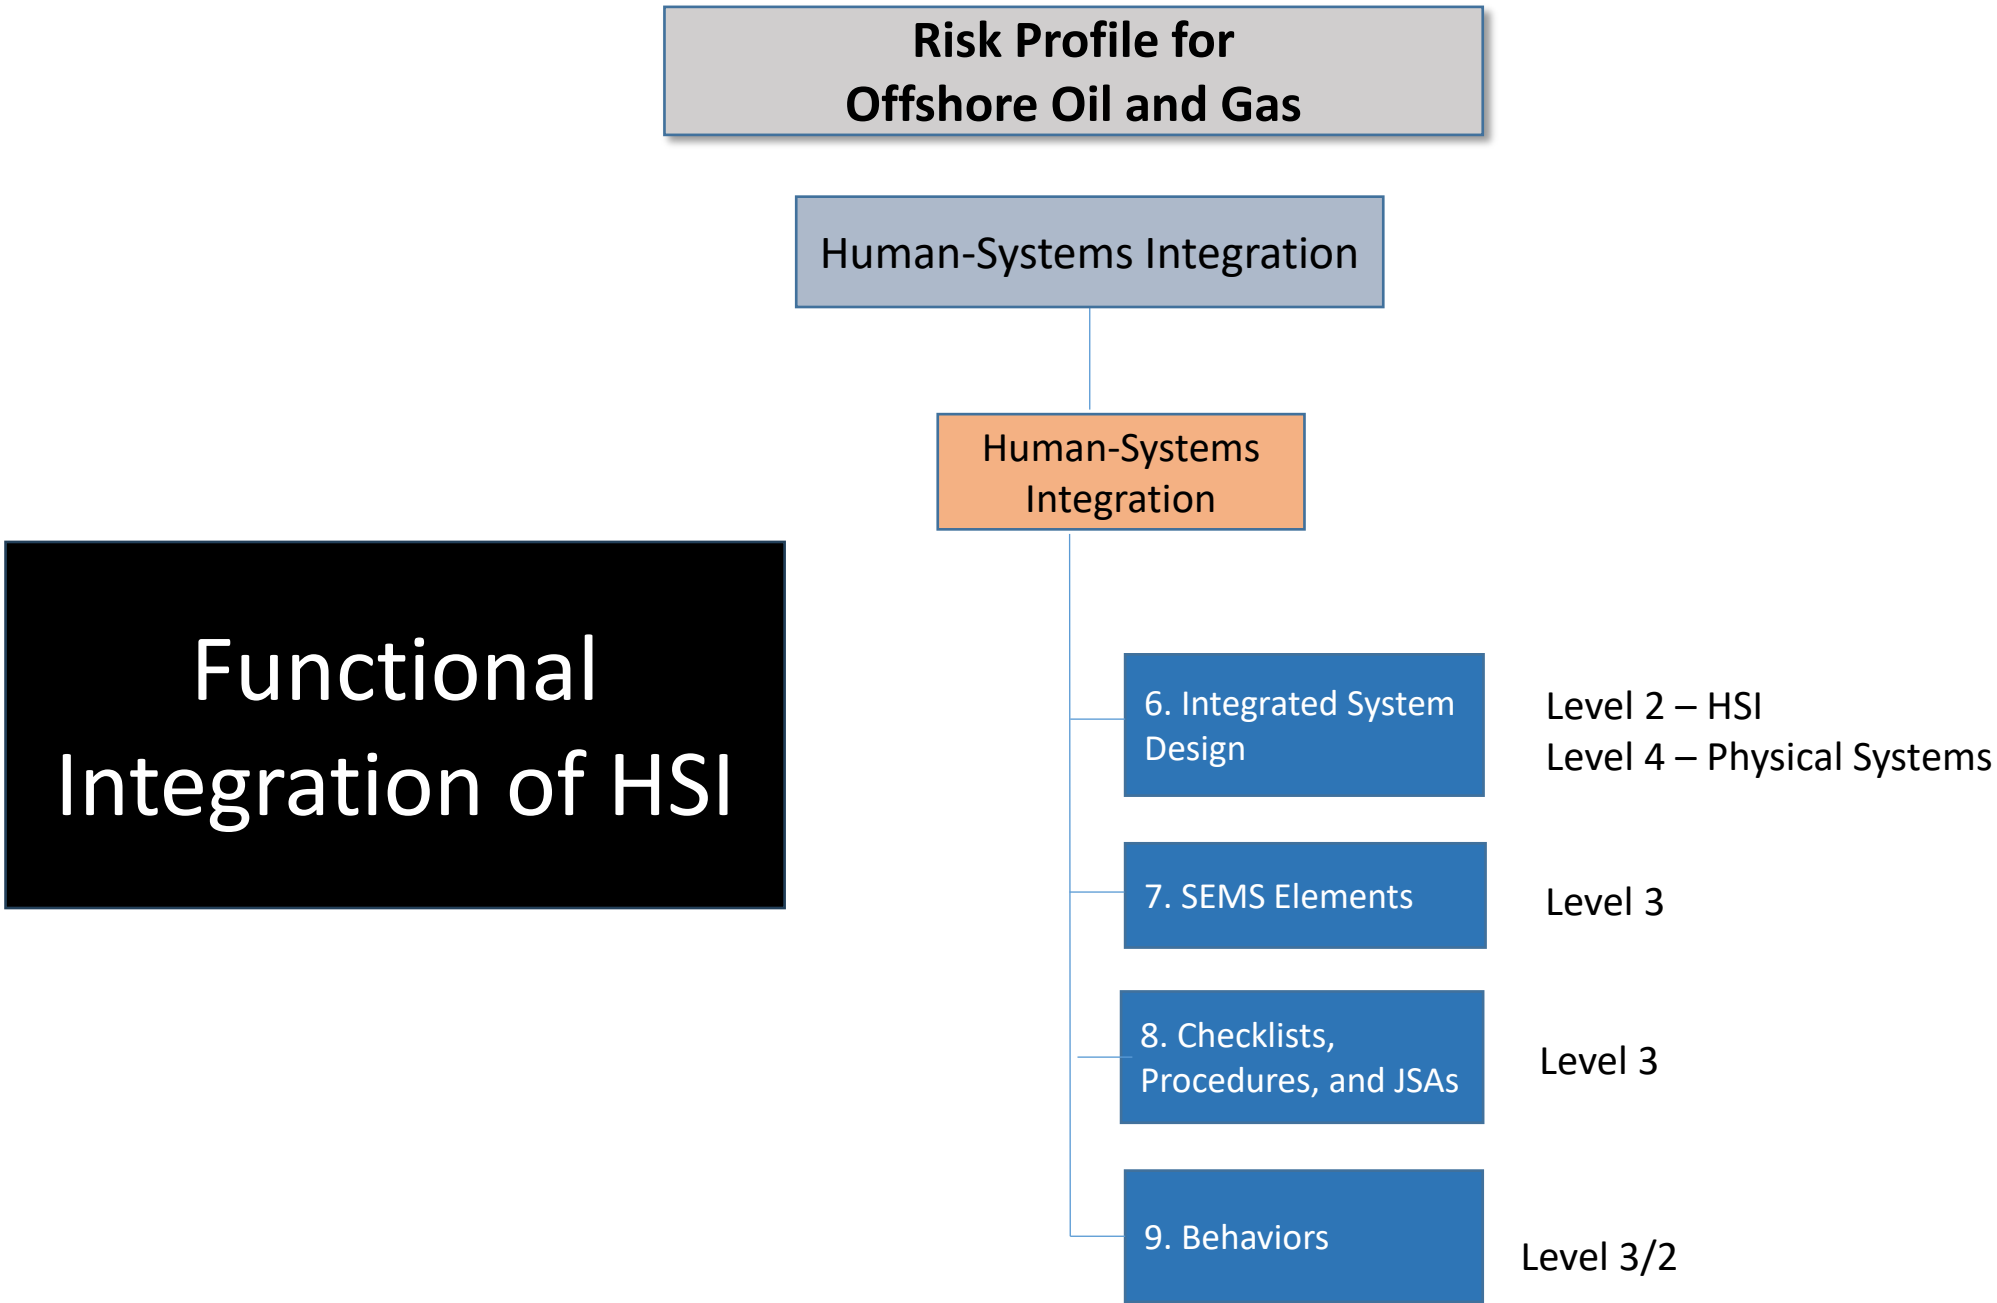 Risk Profile for
Offshore Oil and Gas
Human-Systems Integration
Human-Systems
Integration
Functional
Integration of HSI
6. Integrated System
Design
Level 2 – HSI
Level 4 – Physical Systems
7. SEMS Elements
Level 3
8. Checklists,
Procedures, and JSAs
Level 3
9. Behaviors
Level 3/2